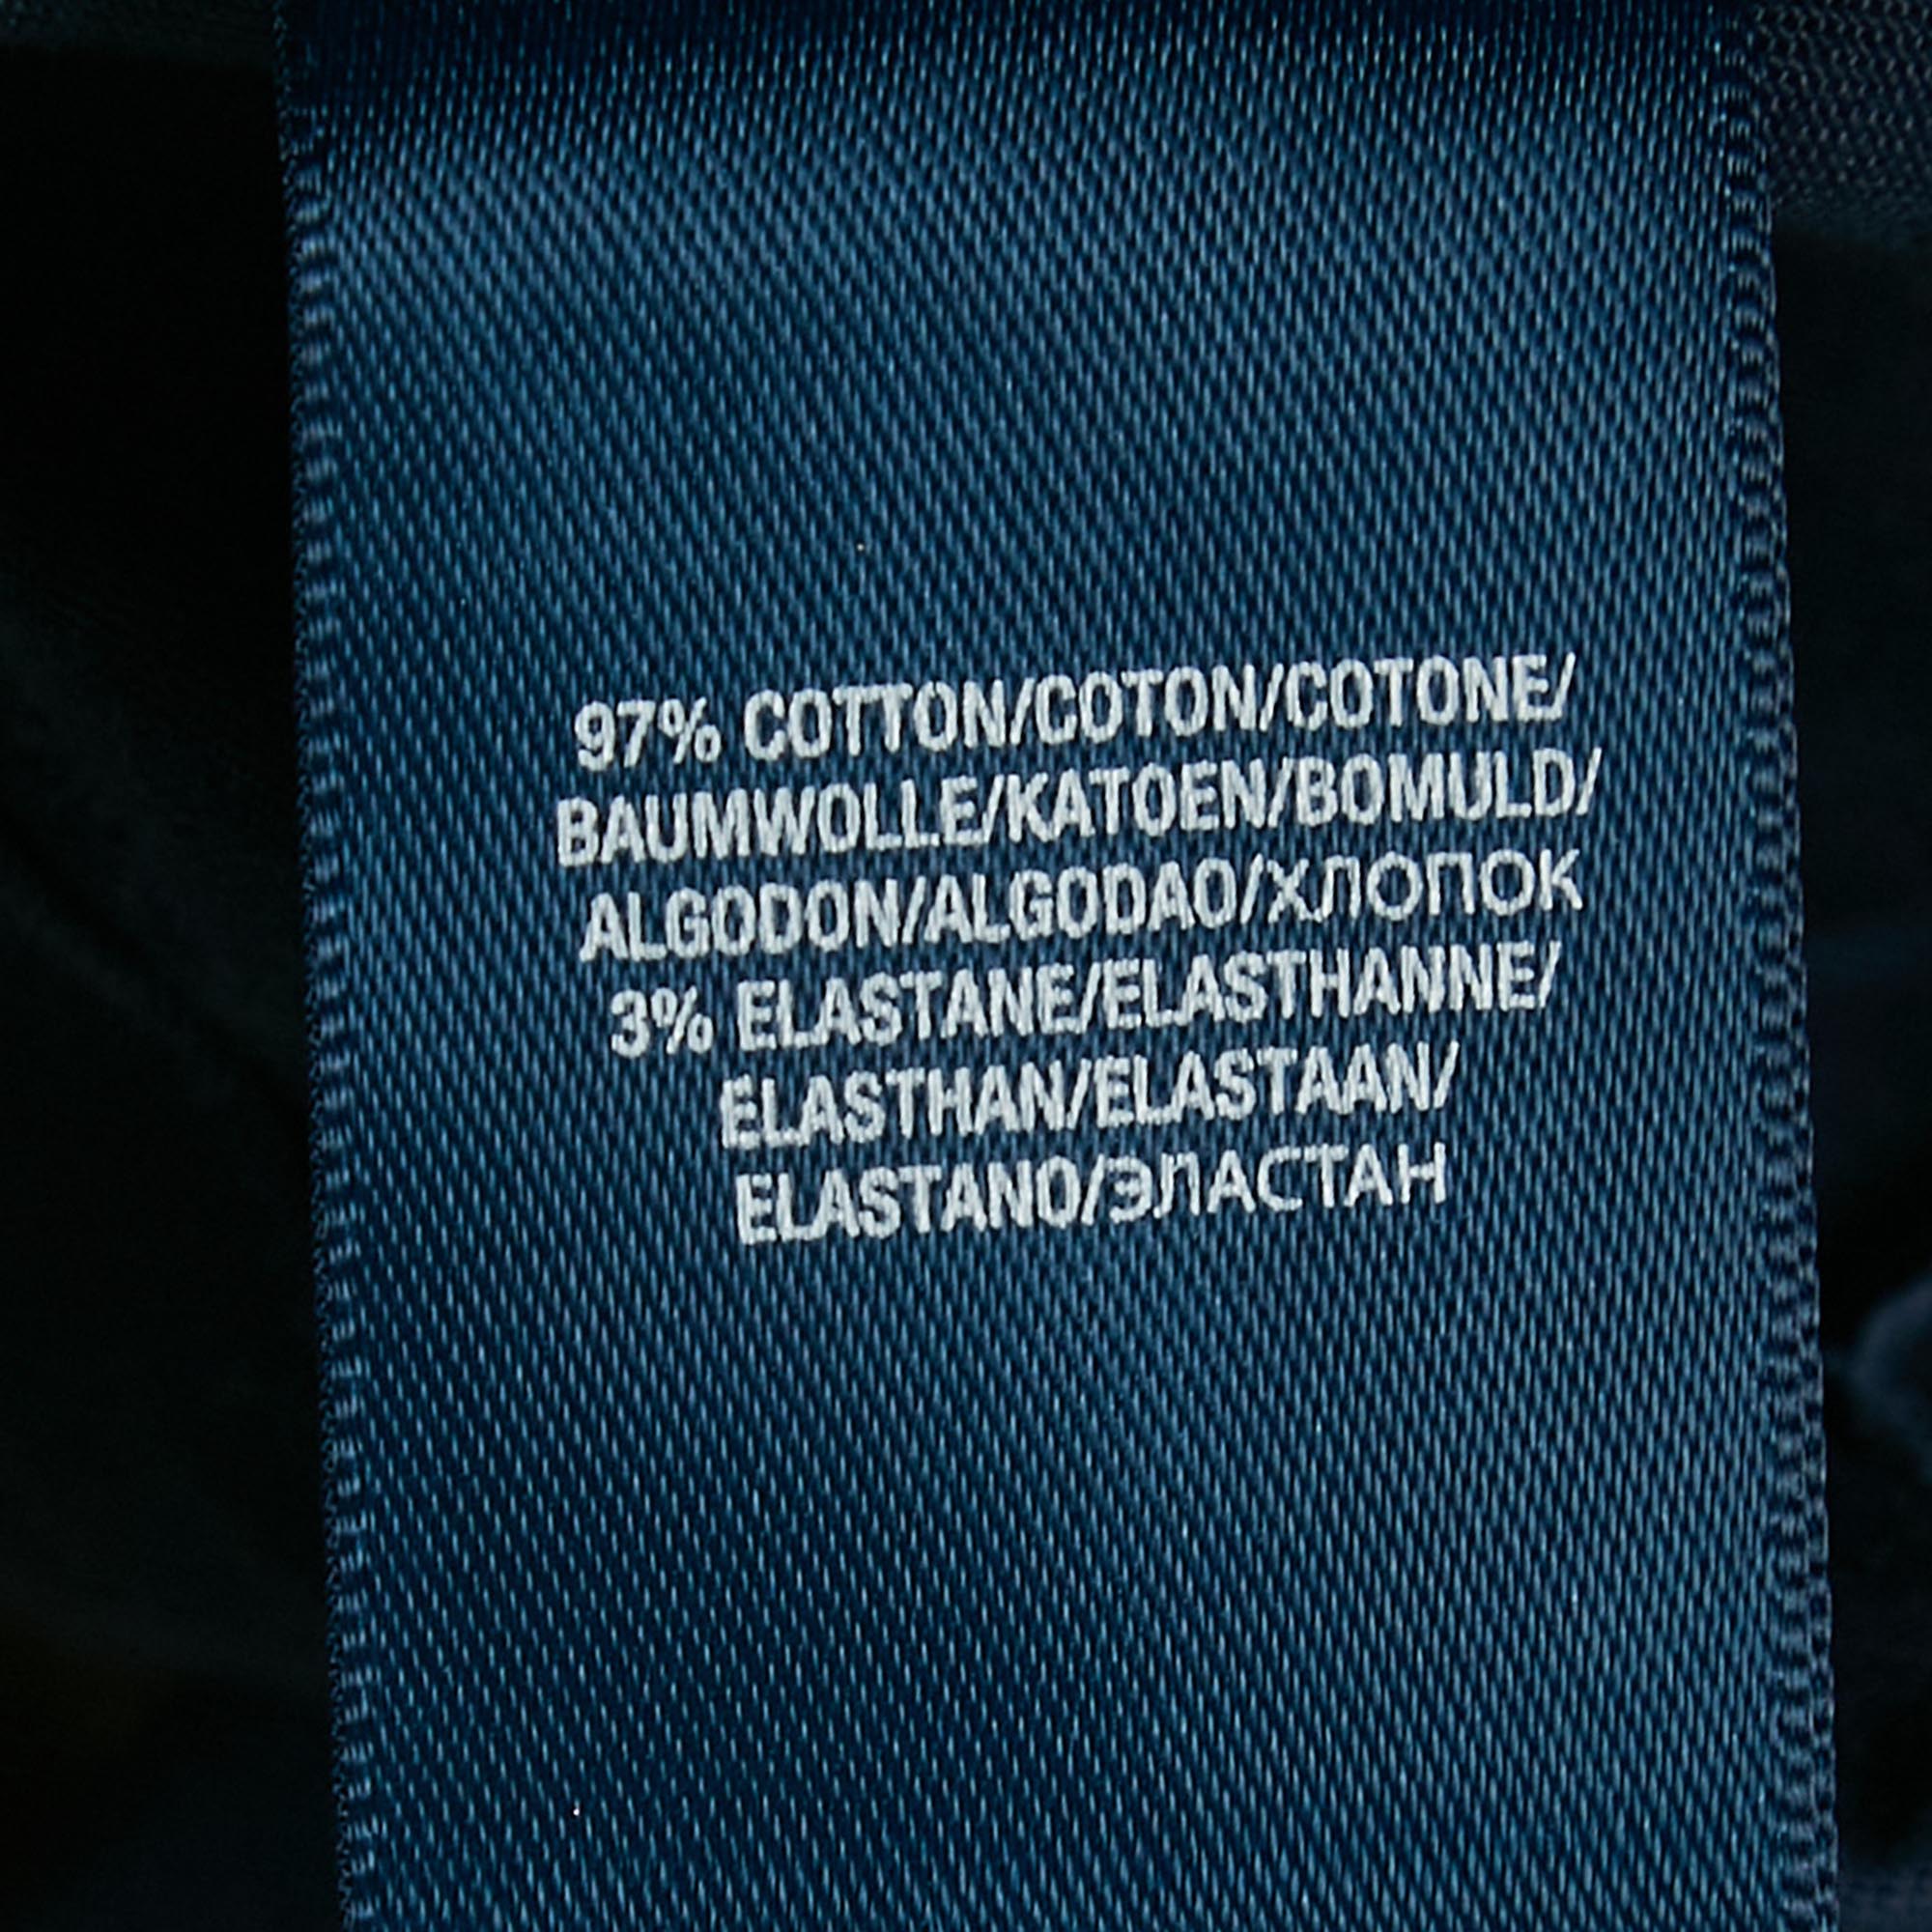 97% COTTON/COTON/COTONE/
BAUMWOLLE/KATOEN/BOMULD/
ALGODON/ALGODAO/ХЛОПОК
3% ELASTANE/ELASTHANNE/
ELASTHAN/ELASTAAN/
ELASTANO/ЭЛАСТАН